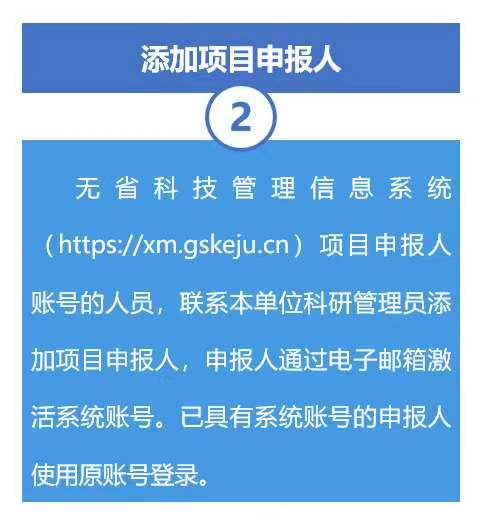 添加项目申报人
2
无省科技管理信息系统
（https://xm.gskeju.cn）项目申报人
账号的人员，联系本单位科研管理员添
加项目申报人，申报人通过电子邮箱激
活系统账号。已具有系统账号的申报人
使用原账号登录。